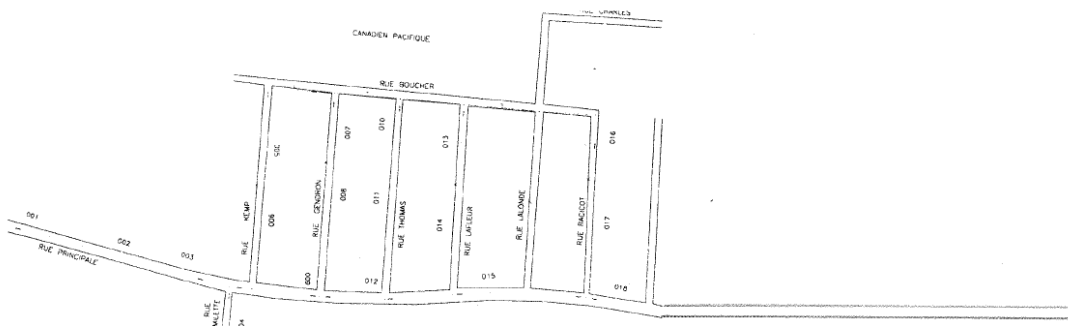 RUE CHARLES
CANADIEN PACIFIQUE
RUE BOUCHER
005
007
010
013
016
006
008
011
014
017
RUE KEMP
RUE GENDRON
RUE THOMAS
RUE LAFLEUR
RUE LALONDE
RUE RACICOT
001
002
003
RUE PRINCIPALE
009
012
015
018
RUE
MILETTE